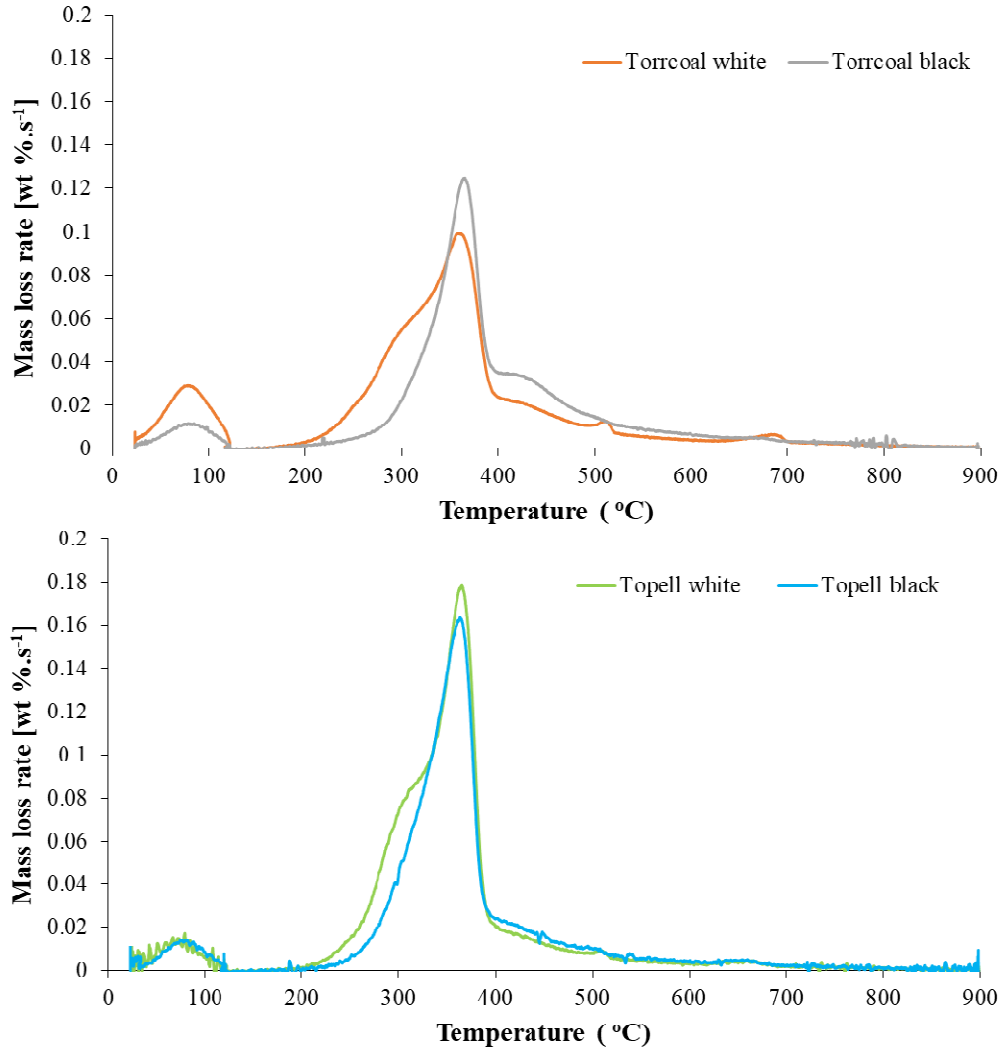 0.2
0.18
0.16
0.14
0.12
0.1
0.08
0.06
0.04
0.02
0
Mass loss rate [wt %.s⁻¹]
Torrcoal white
Torrcoal black
0 100 200 300 400 500 600 700 800 900
Temperature ( ºC)
0.2
0.18
0.16
0.14
0.12
0.1
0.08
0.06
0.04
0.02
0
Mass loss rate [wt %.s⁻¹]
Topell white
Topell black
0 100 200 300 400 500 600 700 800 900
Temperature ( ºC)